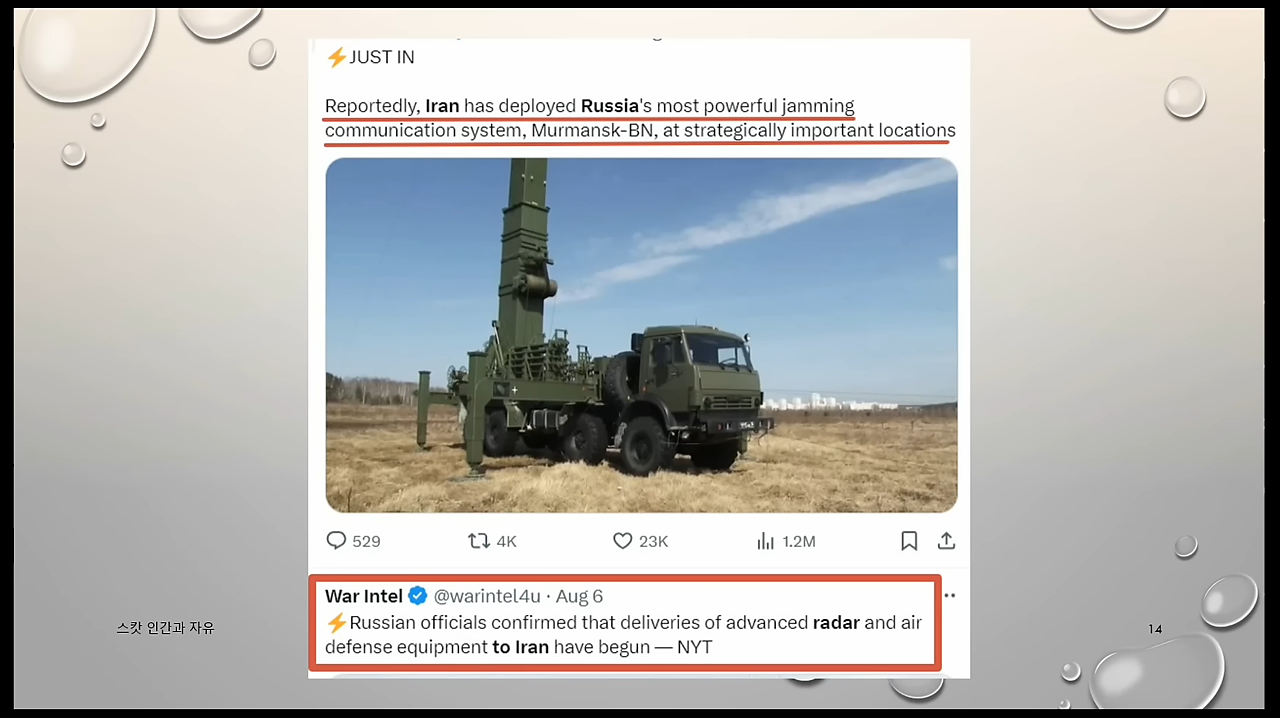 ⚡JUST IN
Reportedly, Iran has deployed Russia's most powerful jamming
communication system, Murmansk-BN, at strategically important locations
529 4K 23K 1.2M
War Intel @warintel4u · Aug 6
⚡Russian officials confirmed that deliveries of advanced radar and air
defense equipment to Iran have begun — NYT
스캇 인간과 자유
14